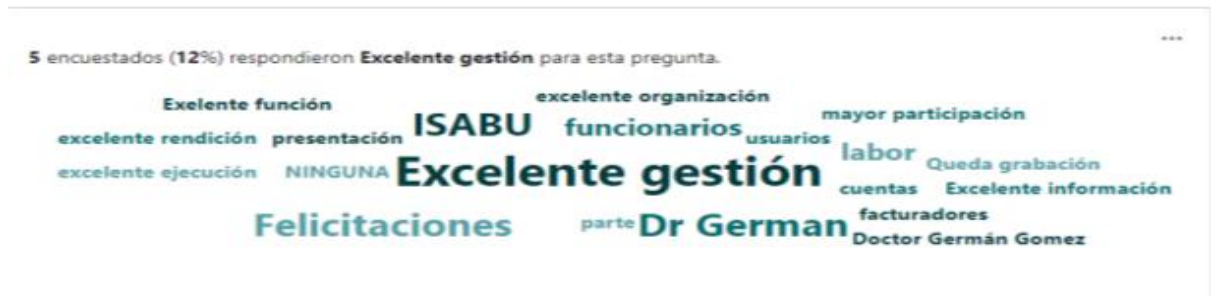 5 encuestados (12%) respondieron Excelente gestión para esta pregunta.
Exelente función
excelente organización
mayor participación
excelente rendición
presentación
ISABU
funcionarios
usuarios
labor
Queda grabación
excelente ejecución
NINGUNA
Excelente gestión
cuentas
Excelente información
Felicitaciones
parte
Dr German
facturadores
Doctor Germán Gomez